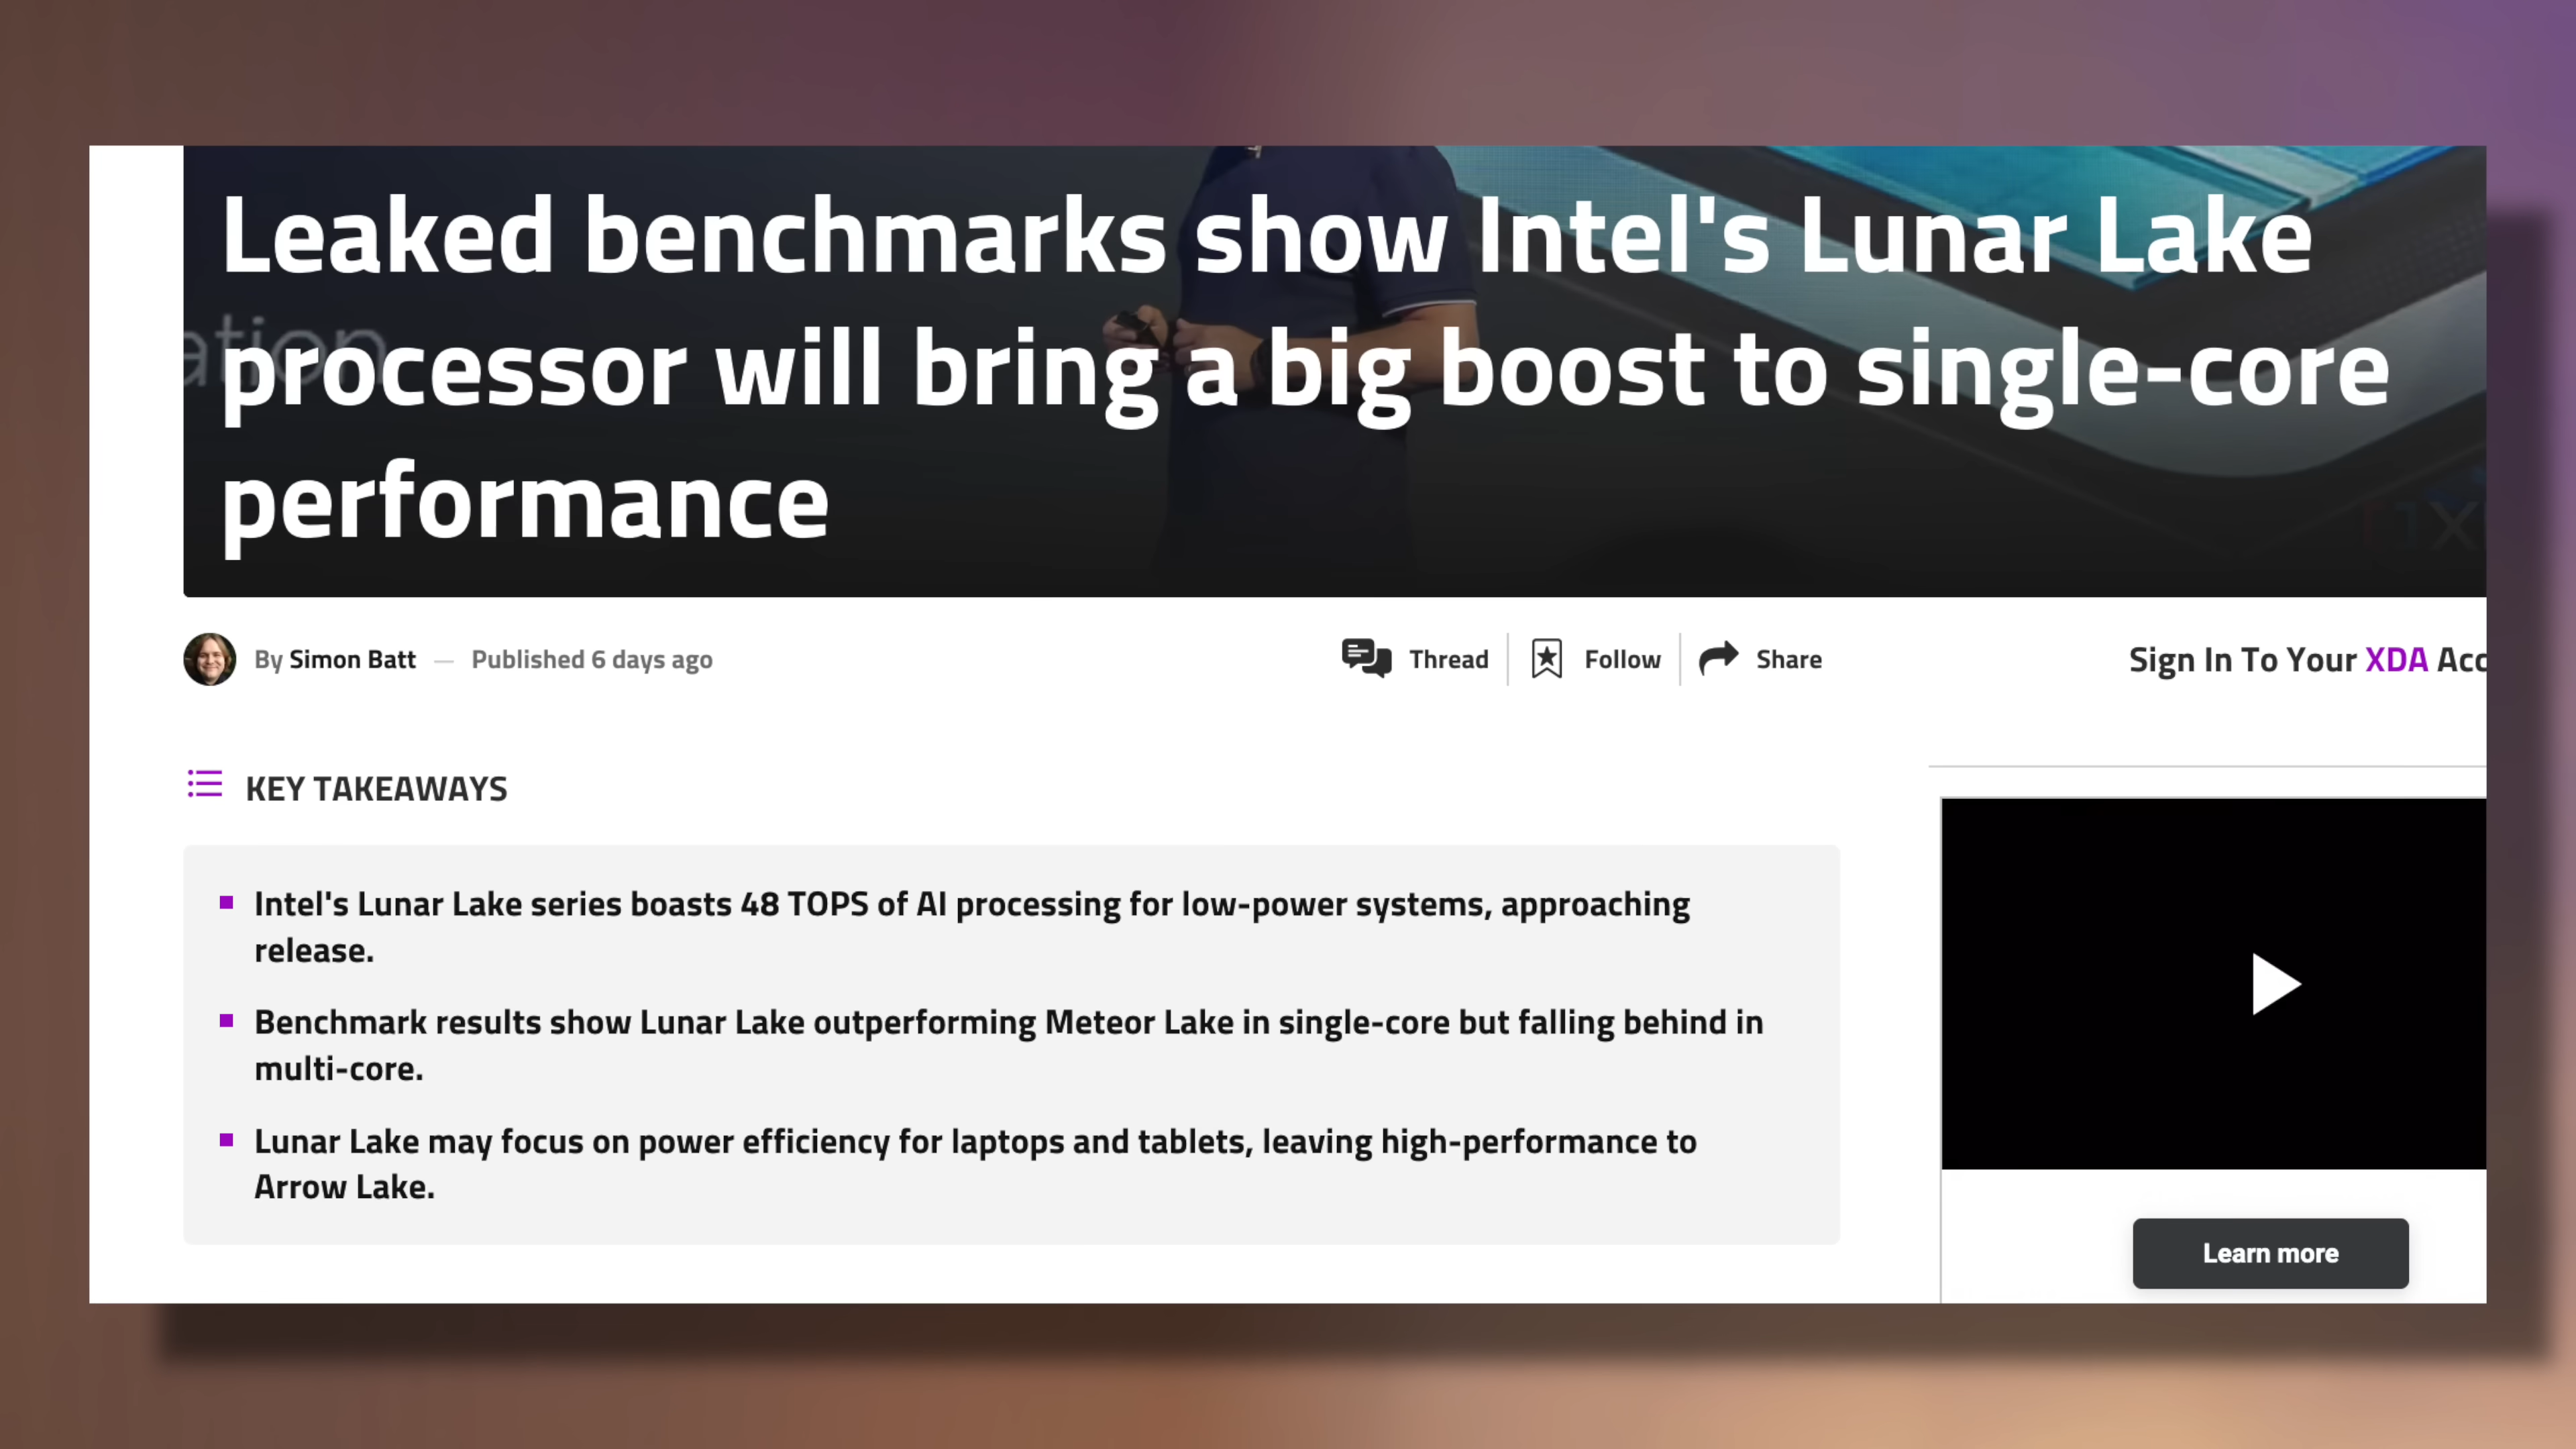 Leaked benchmarks show Intel's Lunar Lake
processor will bring a big boost to single-core
performance
ation
By Simon Batt — Published 6 days ago
Thread
Follow
Share
Sign In To Your XDA Acc
KEY TAKEAWAYS
Intel's Lunar Lake series boasts 48 TOPS of AI processing for low-power systems, approaching
release.
Benchmark results show Lunar Lake outperforming Meteor Lake in single-core but falling behind in
multi-core.
Lunar Lake may focus on power efficiency for laptops and tablets, leaving high-performance to
Arrow Lake.
Learn more